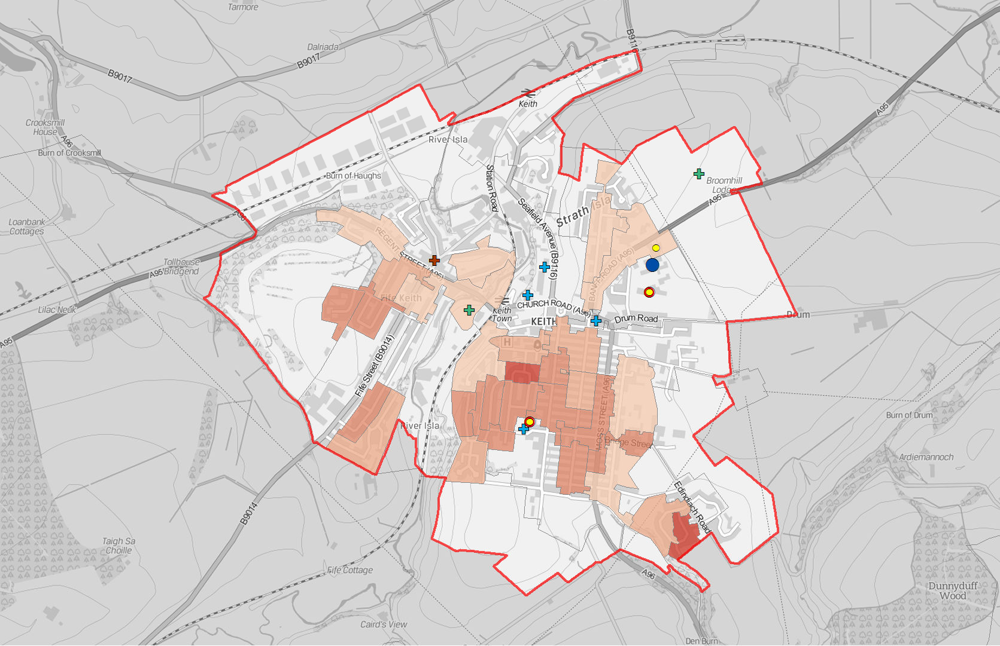 Tarmore
Dalriada
B9017
B9017
B9116
Keith
A95
Crooksmill
House
A96
Burn of Crooksmill
River Isla
Burn of Haughs
Station Road
Broomhill
Lodge
A95
Strath Isla
Seafield Avenue (B9116)
A96
Loanbank
Cottages
REGENT
STREET (A96)
Tollhouse
Bridgend
A95
BANFF ROAD (A95)
Fife Keith
Lilac Neuk
Keith
Town
CHURCH ROAD (A96)
KEITH
Drum Road
Drum
A95
H
Fife Street (B9014)
MOSS STREET (A96)
River Isla
Bridge Street
Burn of Drum
Ardiemannoch
Edindiach Road
B9014
Taigh Sa
Choille
Fife Cottage
A96
Dunnyduff
Wood
Caird's View
Den Burn